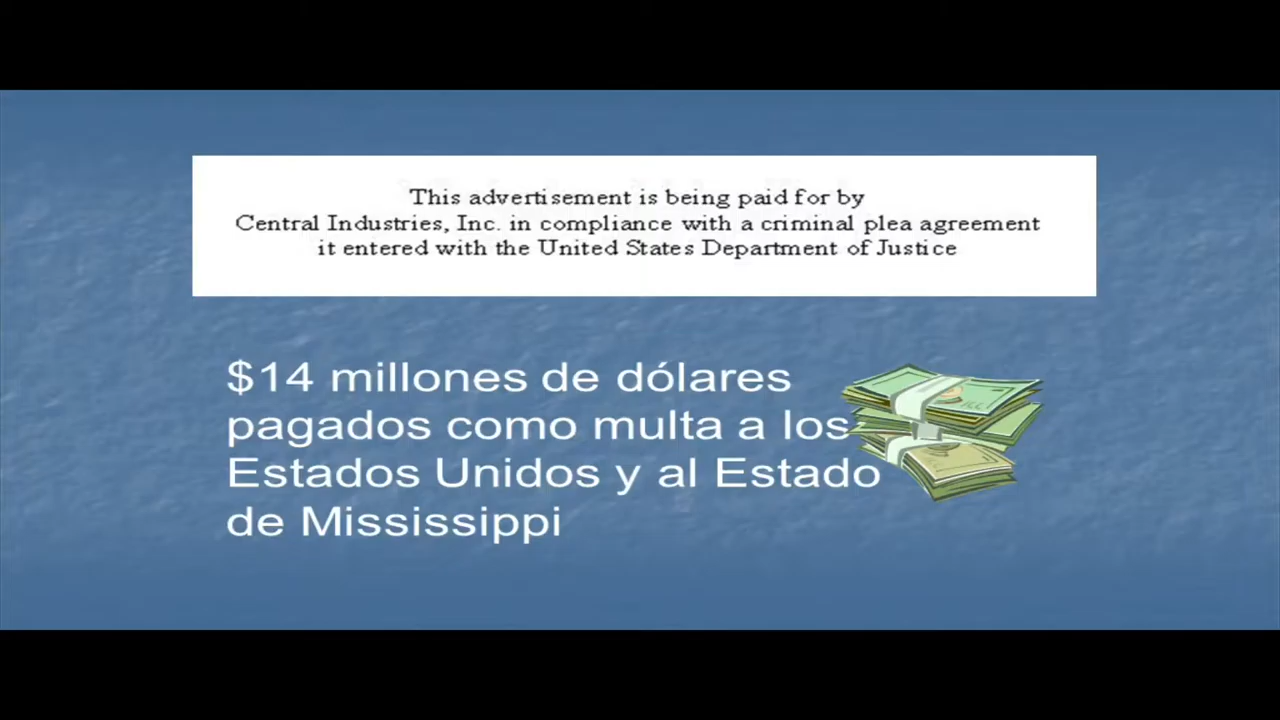 This advertisement is being paid for by
Central Industries, Inc. in compliance with a criminal plea agreement
it entered with the United States Department of Justice
$14 millones de dólares
pagados como multa a los
Estados Unidos y al Estado
de Mississippi